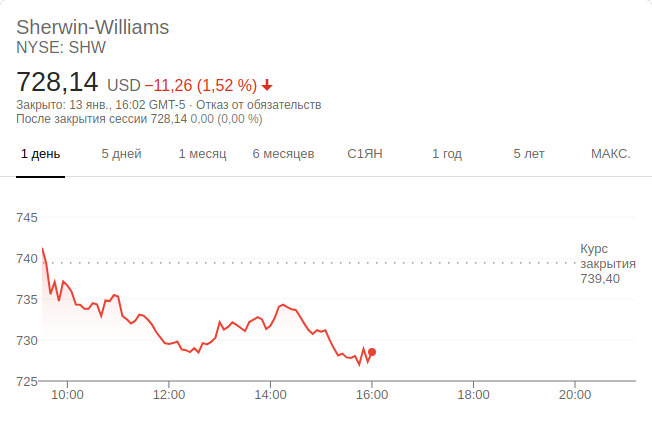 Sherwin-Williams
NYSE: SHW
728,14 USD −11,26 (1,52 %)
Закрыто: 13 янв., 16:02 GMT-5 · Отказ от обязательств
После закрытия сессии 728,14 0,00 (0,00 %)
1 день 5 дней 1 месяц 6 месяцев С1ЯН 1 год 5 лет МАКС.
745
740
735
730
725
Курс
закрытия
739,40
10:00 12:00 14:00 16:00 18:00 20:00